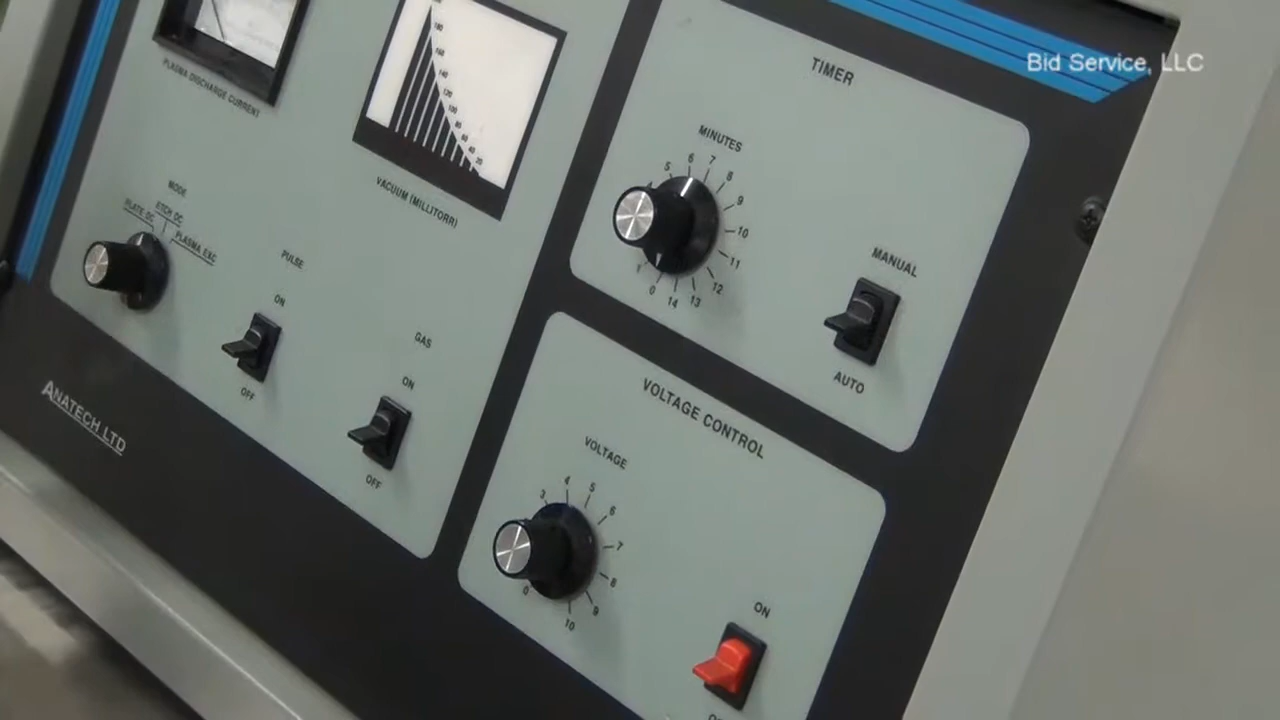 Bid Service, LLC
PLASMA DISCHARGE CURRENT
VACUUM (MILLITORR)
MODE
PLATE DC
ETCH DC
PLASMA EXC
PULSE
ON
OFF
GAS
ON
OFF
ANATECH LTD
TIMER
MINUTES
5 6 7 8 9 10 11 12 13 14 0 1
MANUAL
AUTO
VOLTAGE CONTROL
VOLTAGE
3 4 5 6 7 8 9 10 0
ON